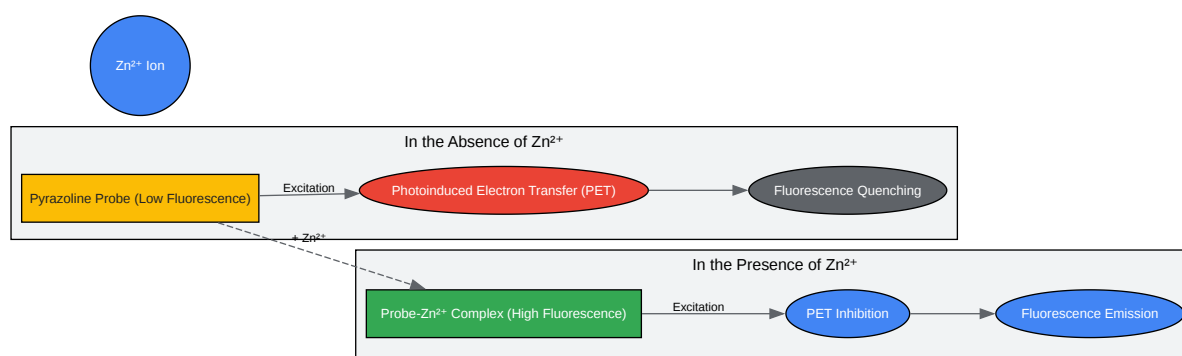 Zn²⁺ Ion
In the Absence of Zn²⁺
Pyrazoline Probe (Low Fluorescence)
Excitation
Photoinduced Electron Transfer (PET)
Fluorescence Quenching
+ Zn²⁺
In the Presence of Zn²⁺
Probe-Zn²⁺ Complex (High Fluorescence)
Excitation
PET Inhibition
Fluorescence Emission